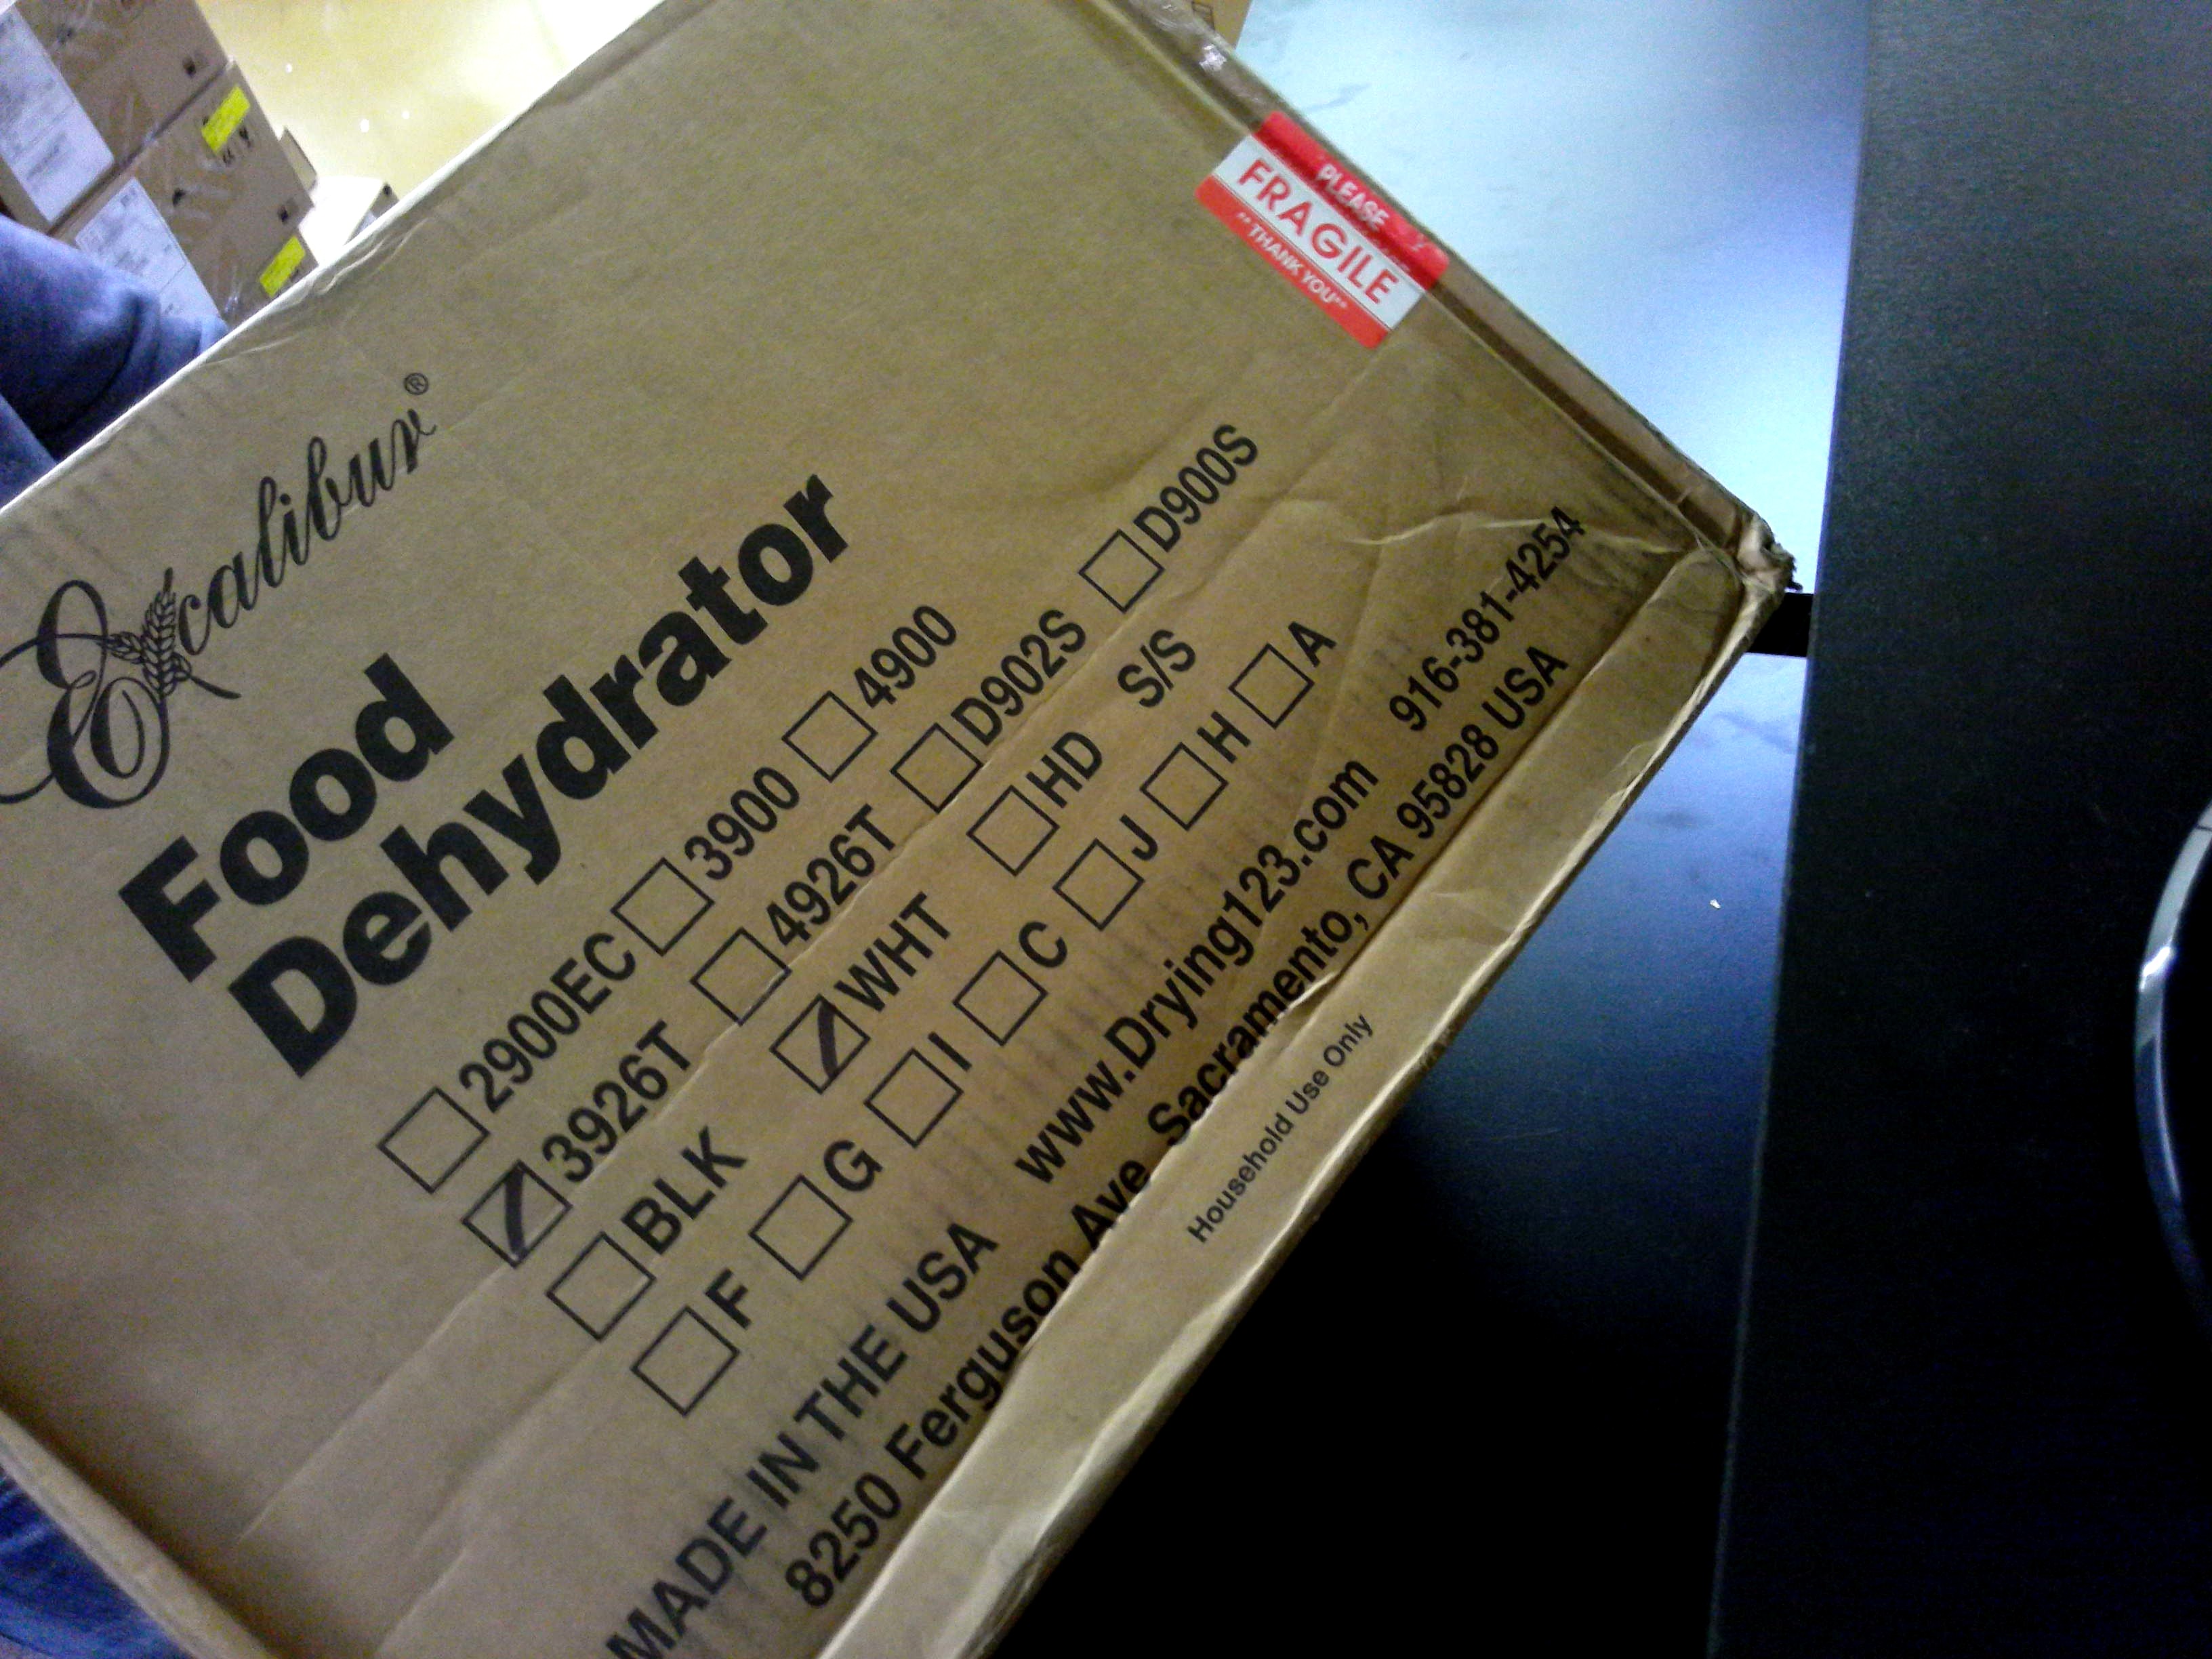 PLEASE
FRAGILE
**THANK YOU**
Excalibur®
Food
Dehydrator
☐ 2900EC ☐ 3900 ☐ 4900
☑ 3926T ☐ 4926T ☐ D902S ☐ D900S
☐ BLK ☑ WHT ☐ HD S/S
☐ F ☐ G ☐ I ☐ C ☐ J ☐ H ☐ A
MADE IN THE USA www.Drying123.com 916-381-4254
8250 Ferguson Ave Sacramento, CA 95828 USA
Household Use Only